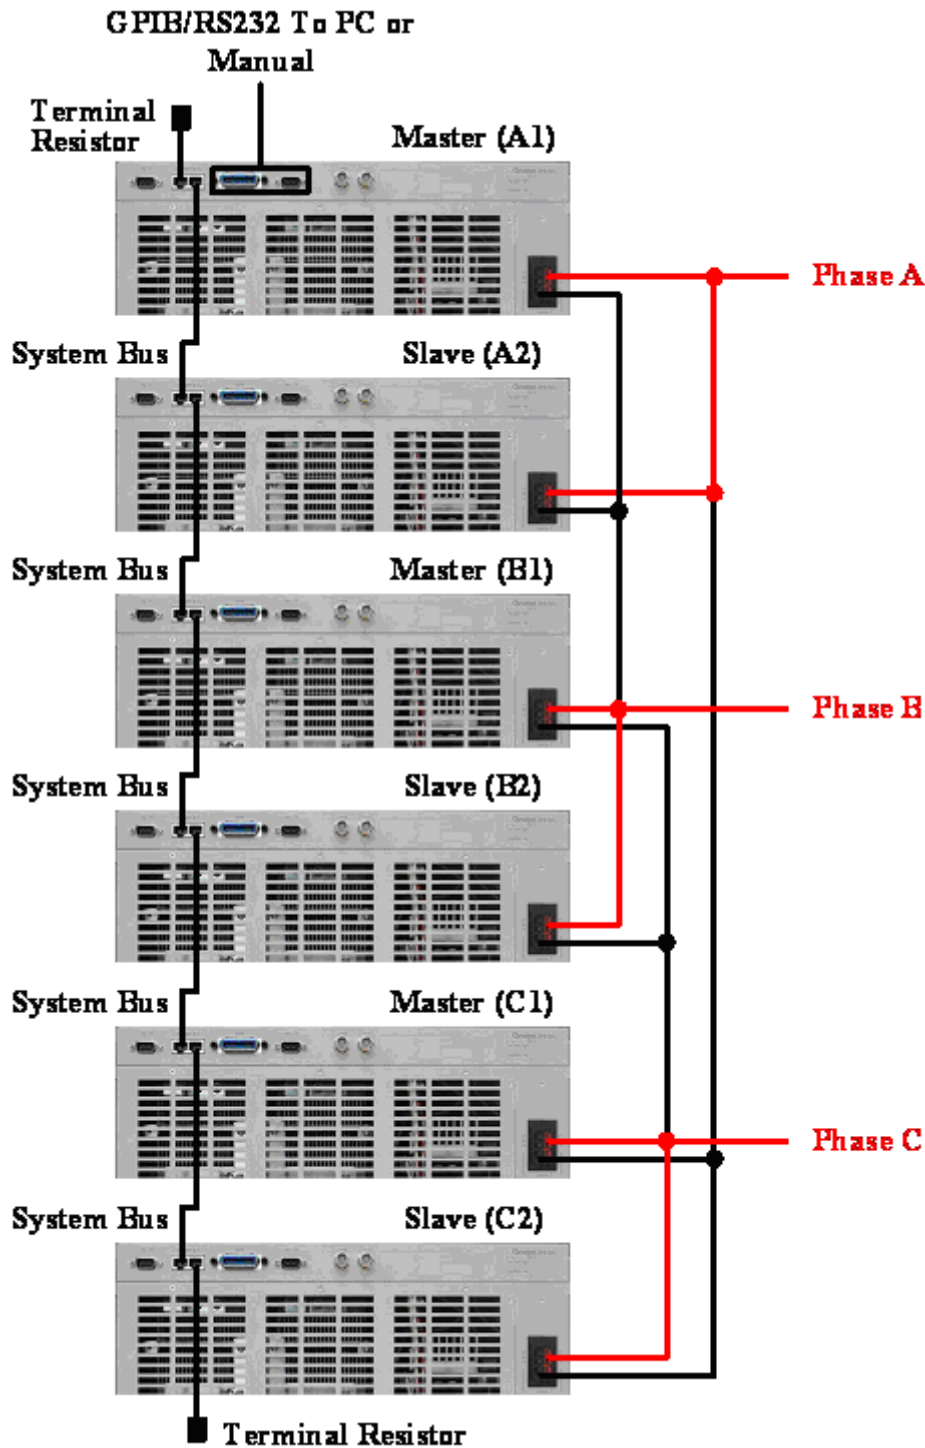 GPIB/RS232 To PC or
Manual
Terminal
Resistor
Master (A1)
Phase A
System Bus
Slave (A2)
System Bus
Master (B1)
Phase B
System Bus
Slave (B2)
System Bus
Master (C1)
Phase C
System Bus
Slave (C2)
Terminal Resistor